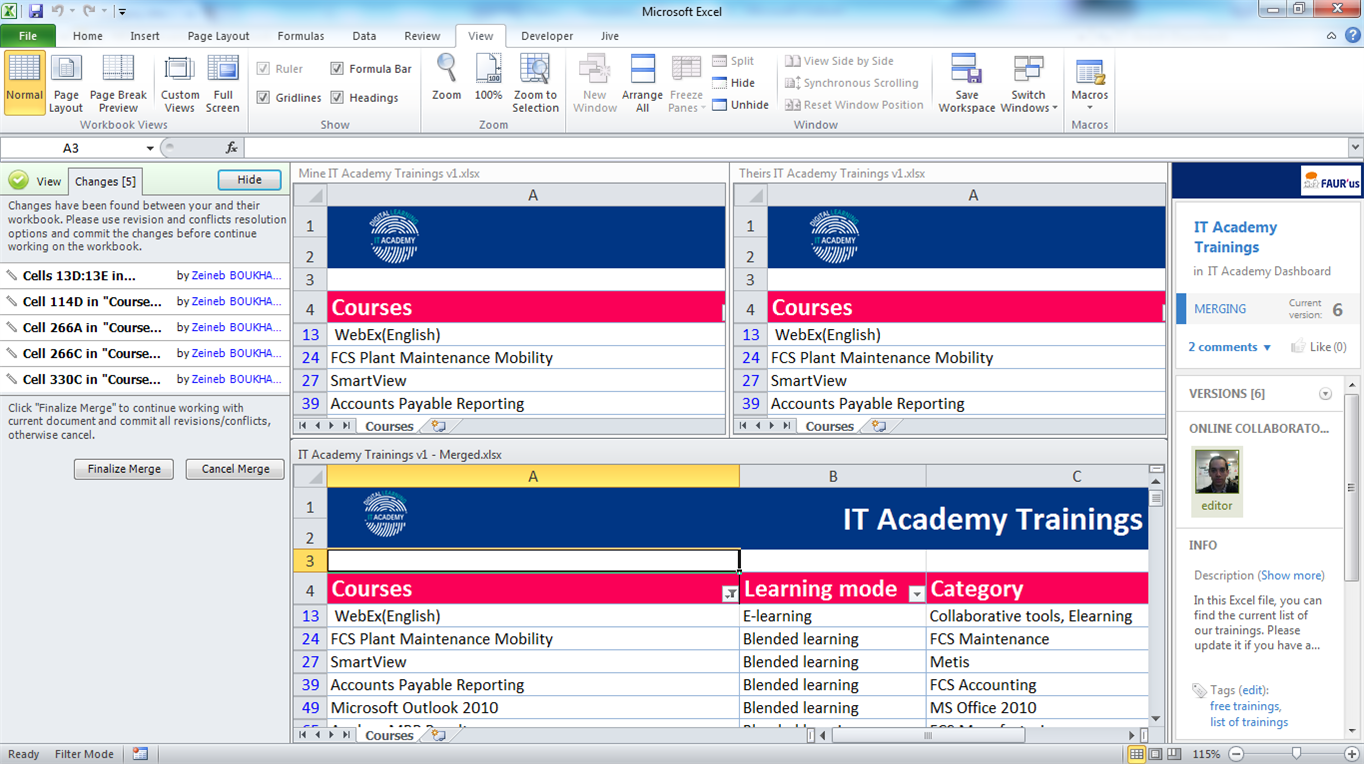 Microsoft Excel
File Home Insert Page Layout Formulas Data Review View Developer Jive
Normal
Page Layout
Page Break Preview
Custom Views
Full Screen
Workbook Views
Ruler
Formula Bar
Gridlines
Headings
Show
Zoom
100%
Zoom to Selection
Zoom
New Window
Arrange All
Freeze Panes
Split
Hide
Unhide
View Side by Side
Synchronous Scrolling
Reset Window Position
Window
Save Workspace
Switch Windows
Macros
Macros
A3
fx
View
Changes [5]
Hide
Changes have been found between your and their
workbook. Please use revision and conflicts resolution
options and commit the changes before continue
working on the workbook.
Cells 13D:13E in... by Zeineb BOUKHA...
Cell 114D in "Course... by Zeineb BOUKHA...
Cell 266A in "Course... by Zeineb BOUKHA...
Cell 266C in "Course... by Zeineb BOUKHA...
Cell 330C in "Course... by Zeineb BOUKHA...
Click "Finalize Merge" to continue working with
current document and commit all revisions/conflicts,
otherwise cancel.
Finalize Merge
Cancel Merge
Mine IT Academy Trainings v1.xlsx
A
1
DIGITAL LEARNING
IT ACADEMY
2
3
4 Courses
13 WebEx(English)
24 FCS Plant Maintenance Mobility
27 SmartView
39 Accounts Payable Reporting
Courses
Theirs IT Academy Trainings v1.xlsx
A
1
DIGITAL LEARNING
IT ACADEMY
2
3
4 Courses
13 WebEx(English)
24 FCS Plant Maintenance Mobility
27 SmartView
39 Accounts Payable Reporting
Courses
IT Academy Trainings v1 - Merged.xlsx
A B C
1
DIGITAL LEARNING
IT ACADEMY
IT Academy Trainings
2
3
4 Courses Learning mode Category
13 WebEx(English) E-learning Collaborative tools, Elearning
24 FCS Plant Maintenance Mobility Blended learning FCS Maintenance
27 SmartView Blended learning Metis
39 Accounts Payable Reporting Blended learning FCS Accounting
49 Microsoft Outlook 2010 Blended learning MS Office 2010
Courses
FAUR'us
IT Academy
Trainings
in IT Academy Dashboard
MERGING
Current version: 6
2 comments
Like(0)
VERSIONS [6]
ONLINE COLLABORATO...
editor
INFO
Description (Show more)
In this Excel file, you can
find the current list of
our trainings. Please
update it if you have a...
Tags (edit):
free trainings,
list of trainings
Ready Filter Mode
115%